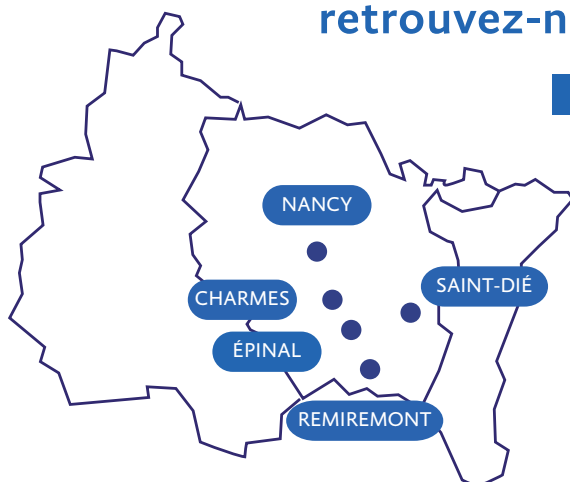 retrouvez-n
NANCY
SAINT-DIÉ
CHARMES
ÉPINAL
REMIREMONT